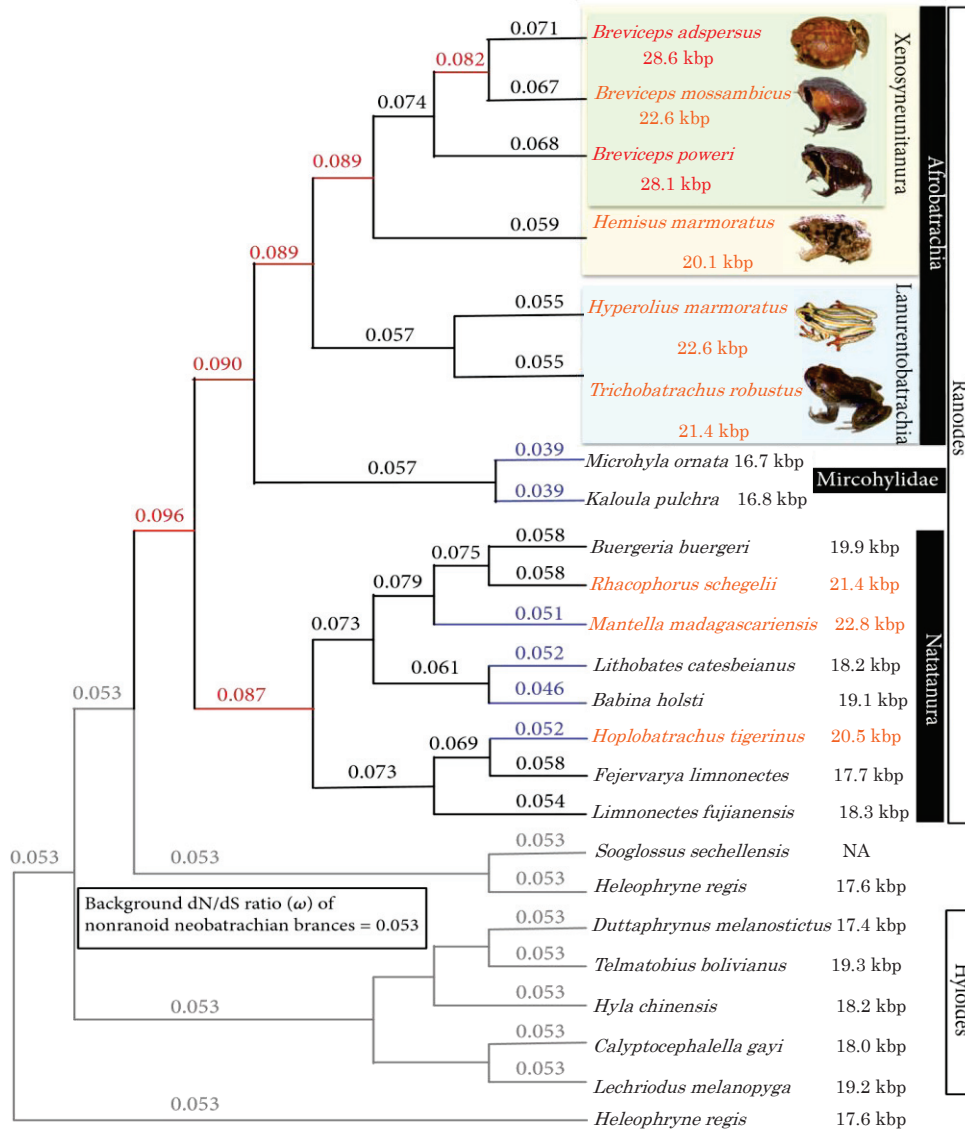 0.071
Breviceps adspersus
28.6 kbp
0.082
0.067
Breviceps mossambicus
22.6 kbp
0.074
0.068
Breviceps poweri
28.1 kbp
Xenosyneunitanura
0.089
0.059
Hemisus marmoratus
20.1 kbp
Afrobatrachia
0.089
0.055
Hyperolius marmoratus
22.6 kbp
0.057
0.055
Trichobatrachus robustus
21.4 kbp
Lanurentobatrachia
0.090
0.039
Microhyla ornata 16.7 kbp
0.057
0.039
Kaloula pulchra 16.8 kbp
Mircohylidae
Ranoides
0.096
0.058
Buergeria buergeri 19.9 kbp
0.075
0.058
Rhacophorus schegelii 21.4 kbp
0.079
0.051
Mantella madagascariensis 22.8 kbp
0.073
0.052
Lithobates catesbeianus 18.2 kbp
0.061
0.046
Babina holsti 19.1 kbp
0.087
0.052
Hoplobatrachus tigerinus 20.5 kbp
0.069
0.058
Fejervarya limnonectes 17.7 kbp
0.073
0.054
Limnonectes fujianensis 18.3 kbp
Natatanura
0.053
0.053
Sooglossus sechellensis NA
0.053
0.053
0.053
Heleophryne regis 17.6 kbp
Background dN/dS ratio (ω) of
nonranoid neobatrachian brances = 0.053
0.053
Duttaphrynus melanostictus 17.4 kbp
0.053
Telmatobius bolivianus 19.3 kbp
0.053
0.053
Hyla chinensis 18.2 kbp
0.053
Calyptocephalella gayi 18.0 kbp
0.053
Lechriodus melanopyga 19.2 kbp
Hyloides
0.053
Heleophryne regis 17.6 kbp